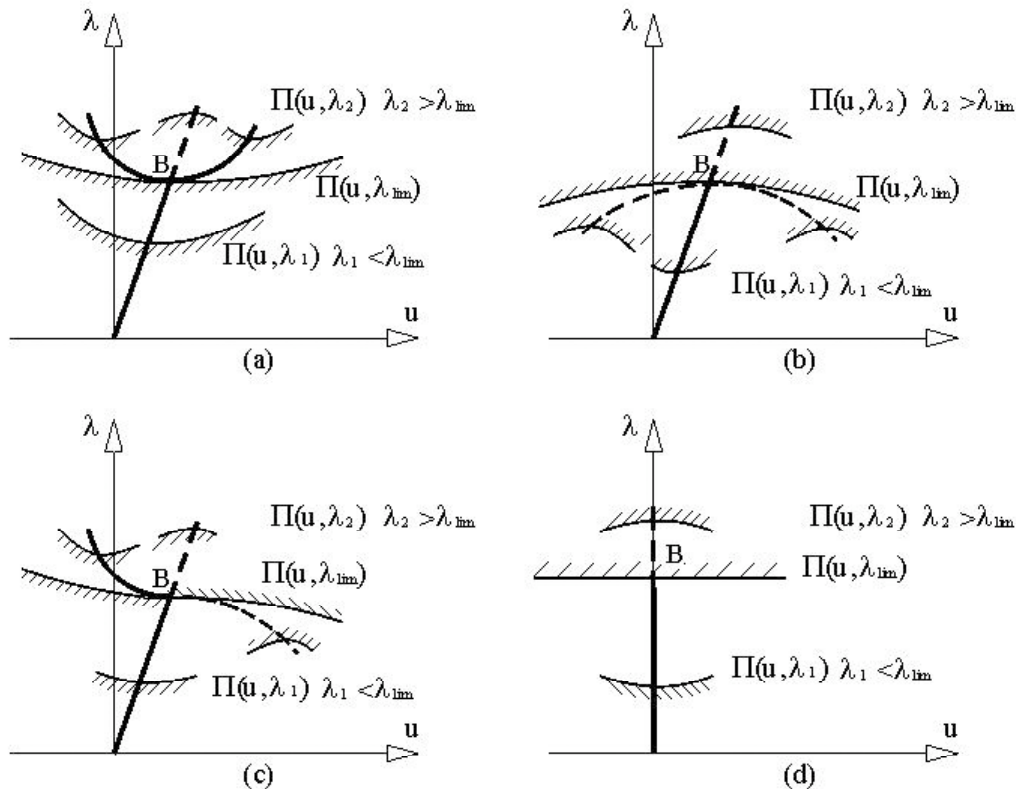 λ
Π(u,λ₂) λ₂ >λlim
B
Π(u,λlim)
Π(u,λ₁) λ₁ <λlim
u
(a)
λ
Π(u,λ₂) λ₂ >λlim
B
Π(u,λlim)
Π(u,λ₁) λ₁ <λlim
u
(b)
λ
Π(u,λ₂) λ₂ >λlim
B
Π(u,λlim)
Π(u,λ₁) λ₁ <λlim
u
(c)
λ
Π(u,λ₂) λ₂ >λlim
B
Π(u,λlim)
Π(u,λ₁) λ₁ <λlim
u
(d)